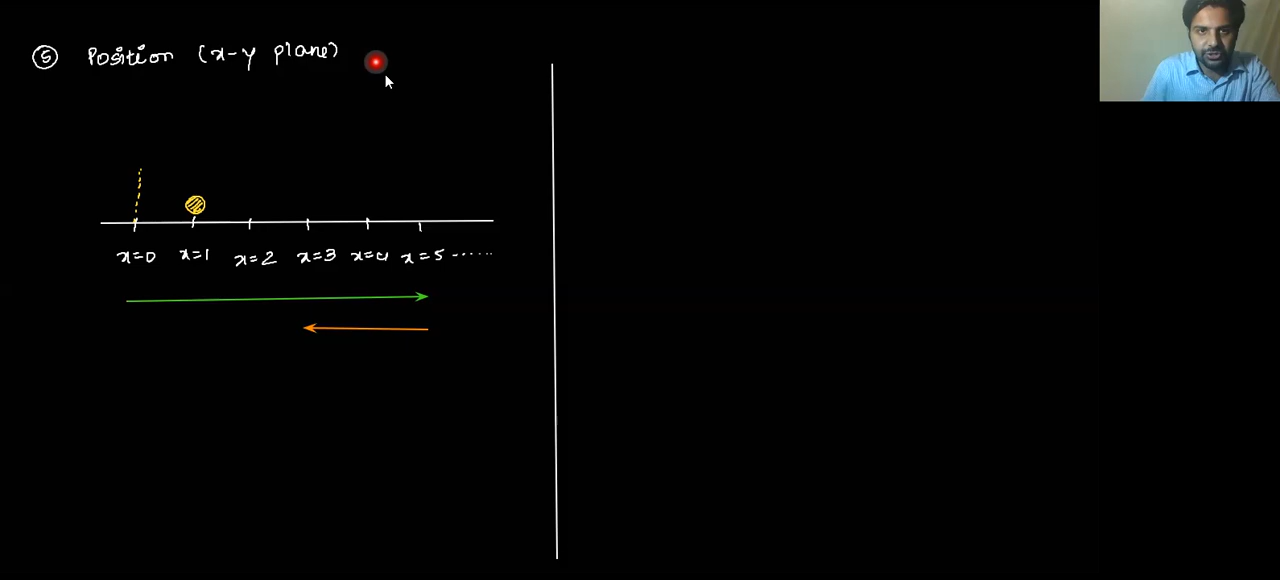 ⑤ Position (x-y plane)
x=0 x=1 x=2 x=3 x=4 x=5 ......